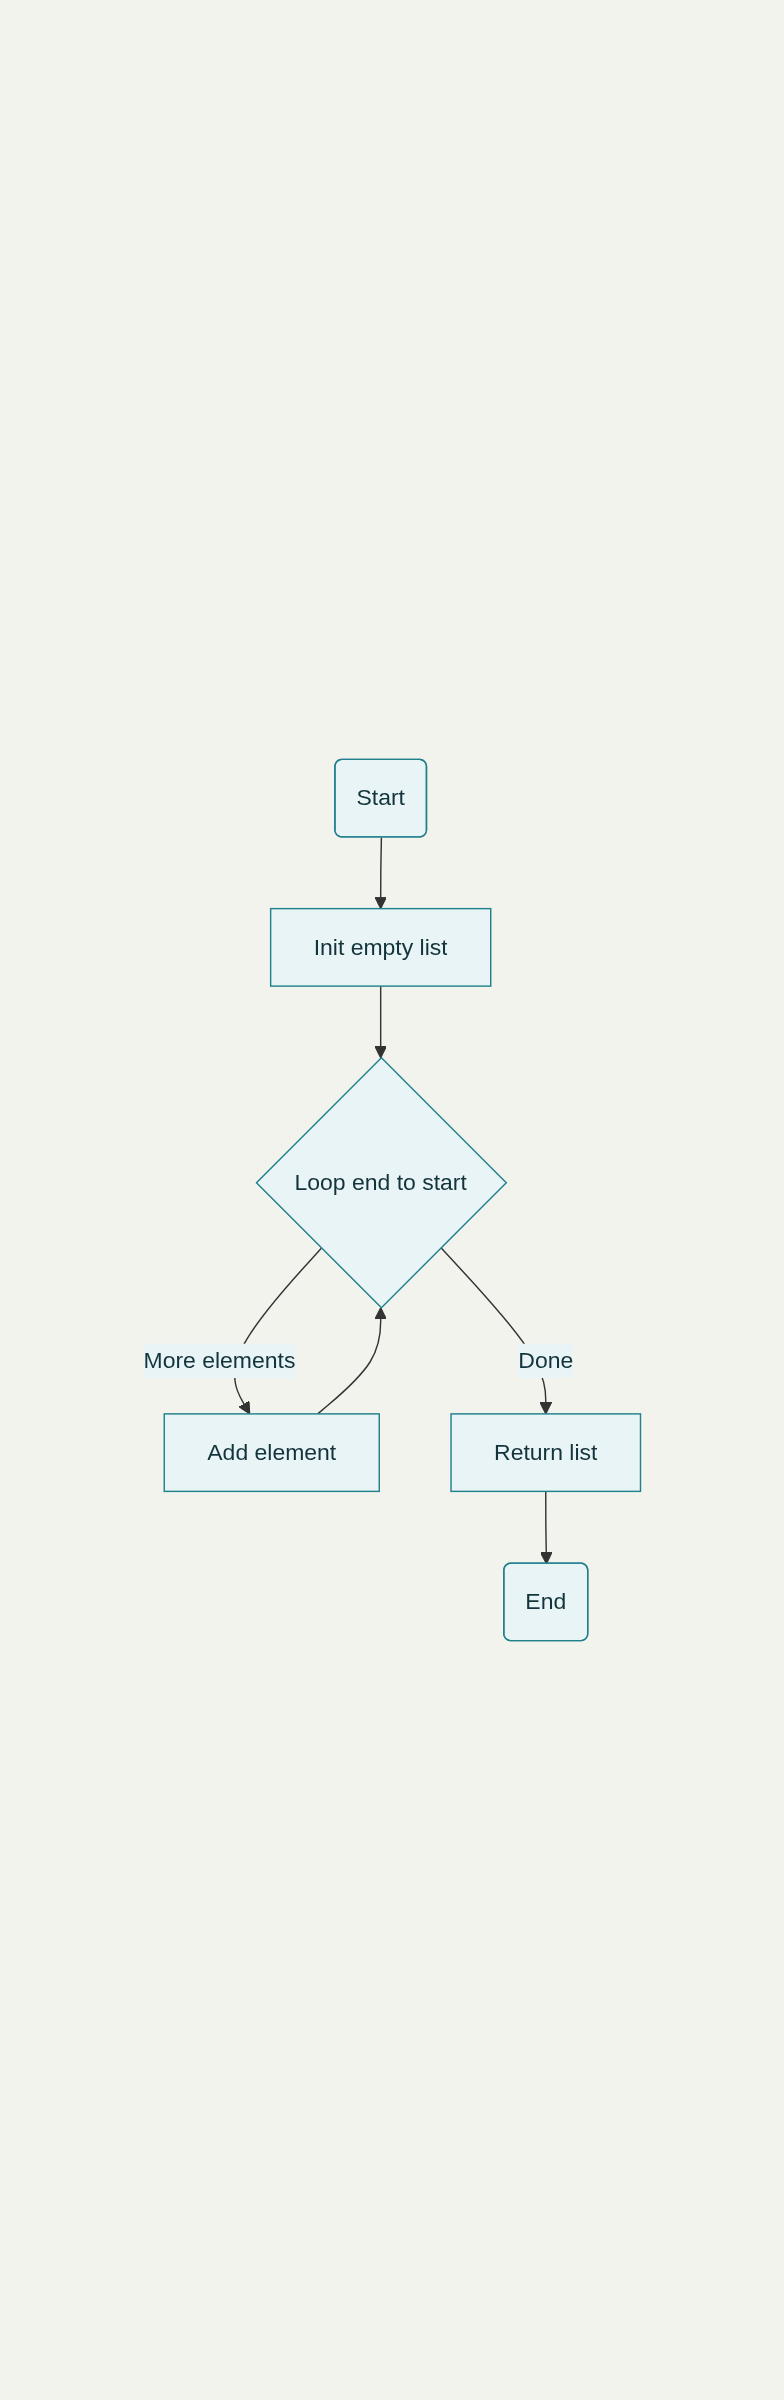 Start
Init empty list
Loop end to start
More elements
Done
Add element
Return list
End